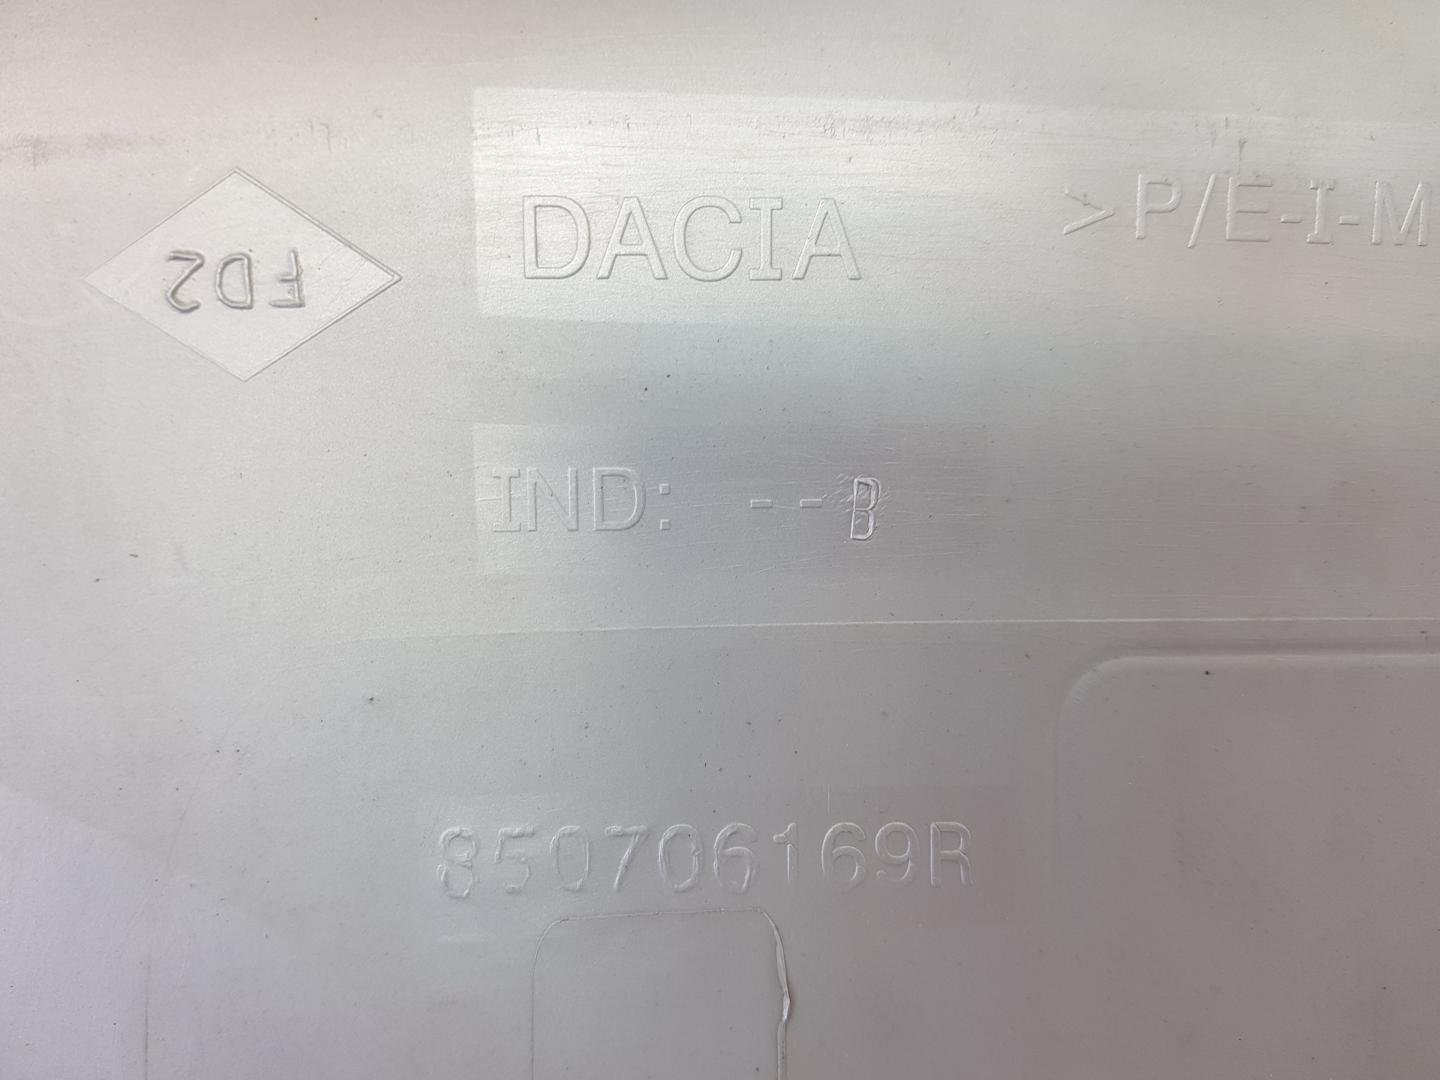 FD2
DACIA
>P/E-I-M
IND: --B
850706169R